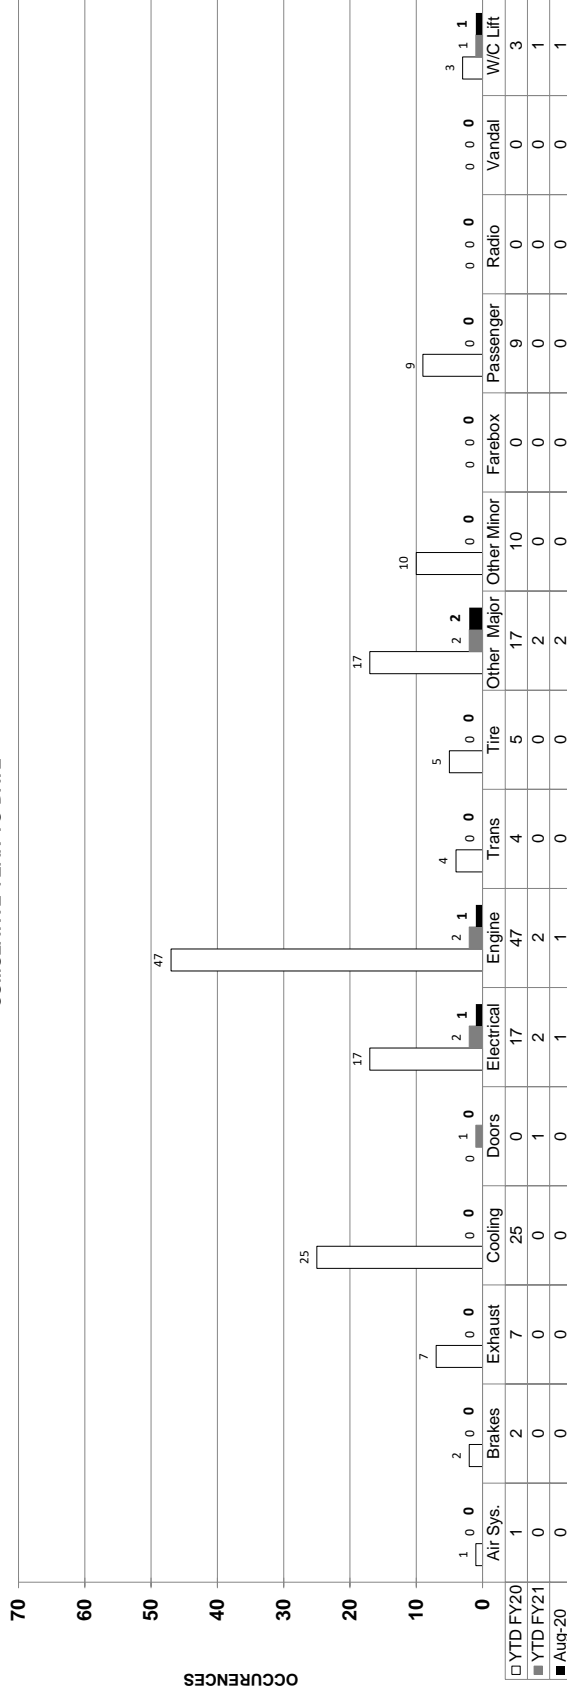 70
60
50
40
30
20
10
0
OCCURENCES
1 0 0 2 0 0 7 0 0 25 0 0 0 1 0 17 2 1 47 2 1 4 0 0 5 0 0 17 2 2 10 0 0 0 0 0 9 0 0 0 0 0 0 0 0 3 1 1
Air Sys. Brakes Exhaust Cooling Doors Electrical Engine Trans Tire Other Major Other Minor Farebox Passenger Radio Vandal W/C Lift
YTD FY20 1 2 7 25 0 17 47 4 5 17 10 0 9 0 0 3
YTD FY21 0 0 0 0 1 2 2 0 0 2 0 0 0 0 0 1
Aug-20 0 0 0 0 0 1 1 0 0 2 0 0 0 0 0 1